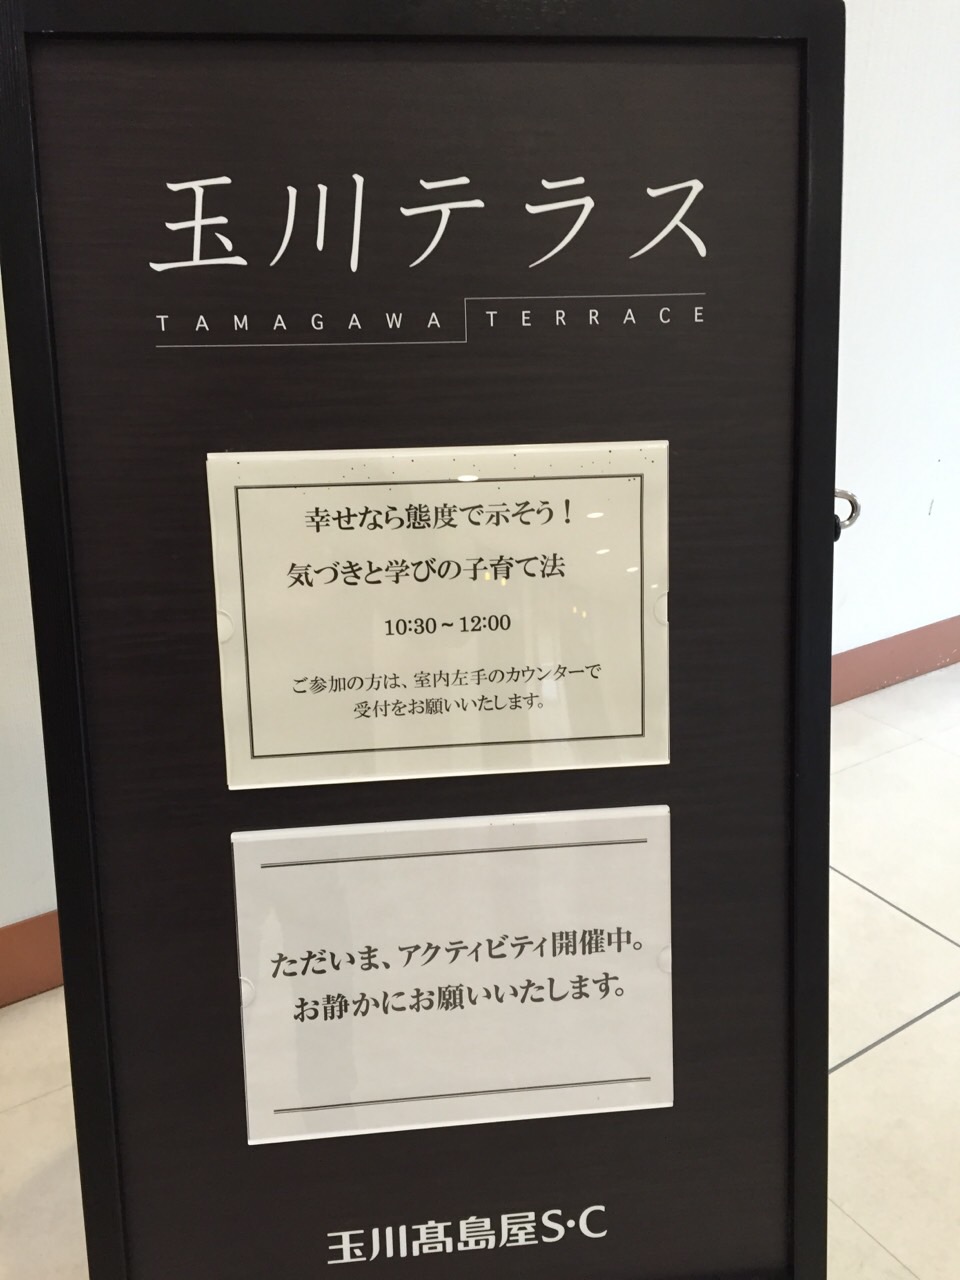 玉川テラス
TAMAGAWA TERRACE
幸せなら態度で示そう！
気づきと学びの子育て法
10:30～12:00
ご参加の方は、室内左手のカウンターで
受付をお願いいたします。
ただいま、アクティビティ開催中。
お静かにお願いいたします。
玉川髙島屋S・C